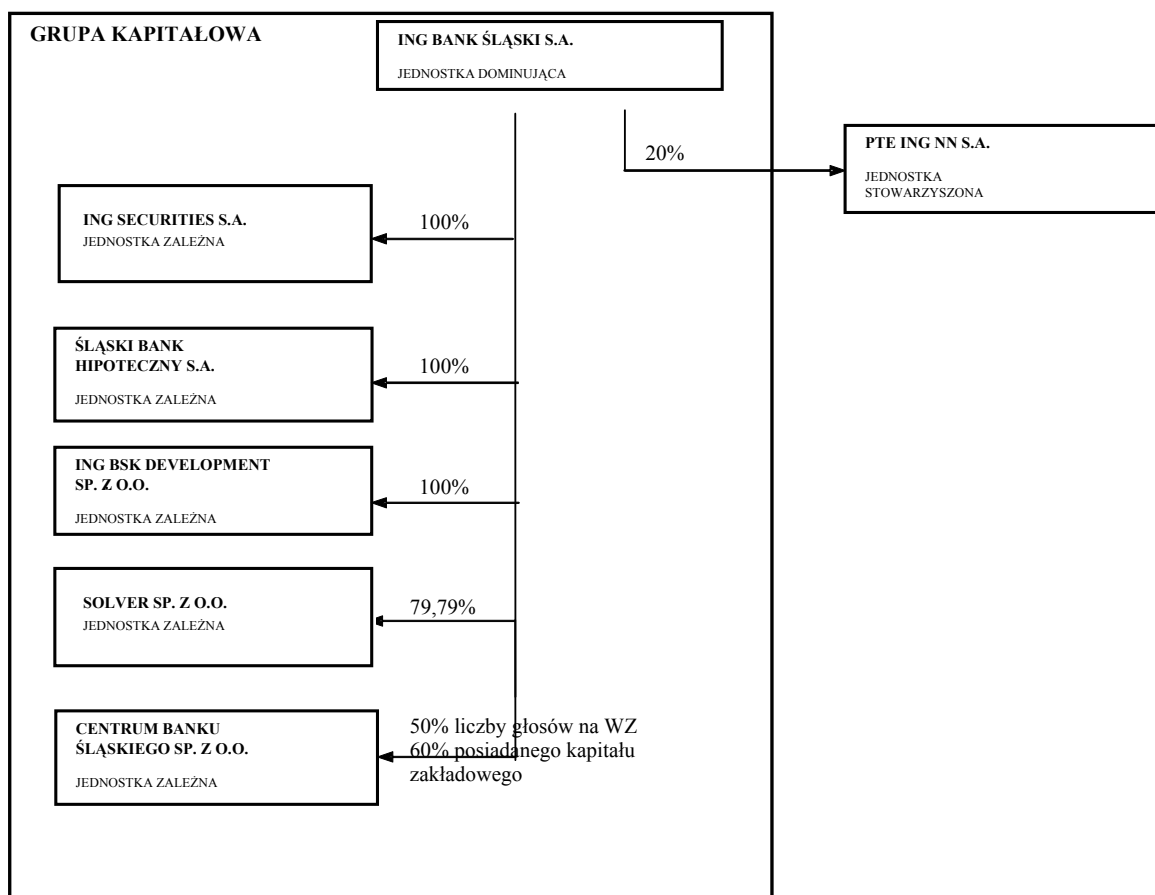 GRUPA KAPITAŁOWA
ING BANK ŚLĄSKI S.A.
JEDNOSTKA DOMINUJĄCA
20%
PTE ING NN S.A.
JEDNOSTKA
STOWARZYSZONA
ING SECURITIES S.A.
JEDNOSTKA ZALEŻNA
100%
ŚLĄSKI BANK
HIPOTECZNY S.A.
JEDNOSTKA ZALEŻNA
100%
ING BSK DEVELOPMENT
SP. Z O.O.
JEDNOSTKA ZALEŻNA
100%
SOLVER SP. Z O.O.
JEDNOSTKA ZALEŻNA
79,79%
CENTRUM BANKU
ŚLĄSKIEGO SP. Z O.O.
JEDNOSTKA ZALEŻNA
50% liczby głosów na WZ
60% posiadanego kapitału
zakładowego